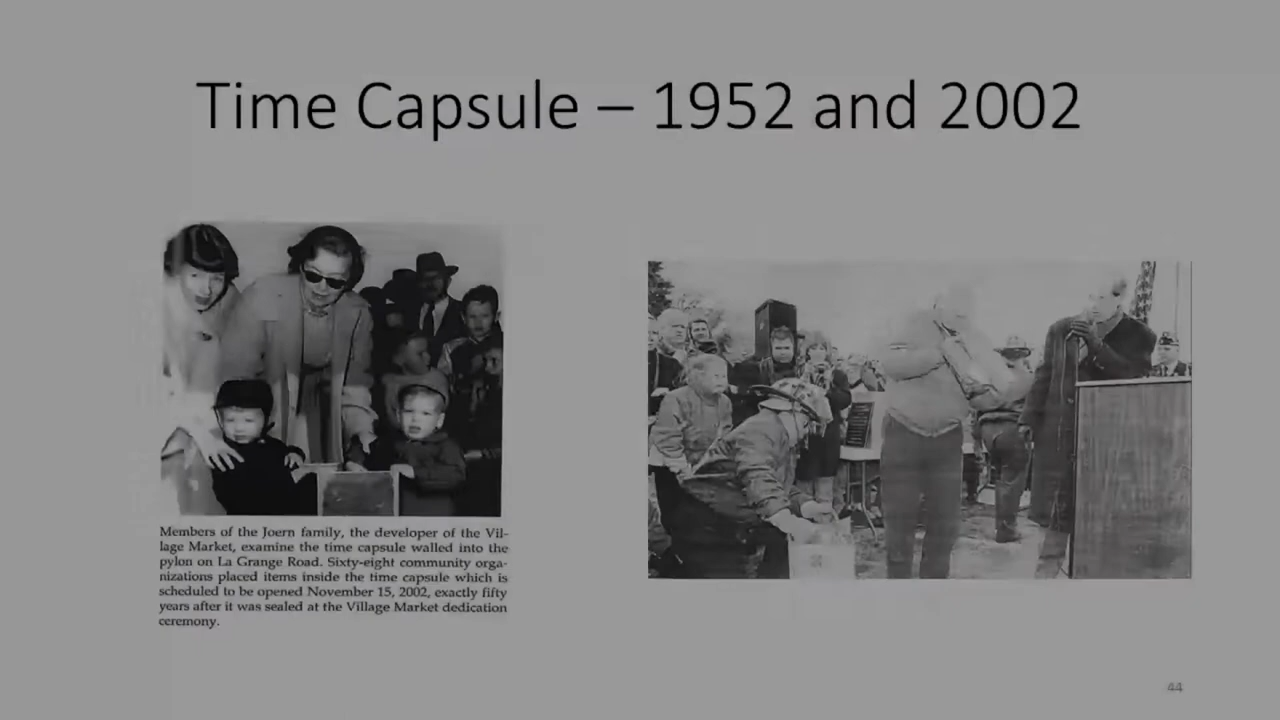 Time Capsule – 1952 and 2002
Members of the Joern family, the developer of the Vil-
lage Market, examine the time capsule walled into the
pylon on La Grange Road. Sixty-eight community orga-
nizations placed items inside the time capsule which is
scheduled to be opened November 15, 2002, exactly fifty
years after it was sealed at the Village Market dedication
ceremony.
44